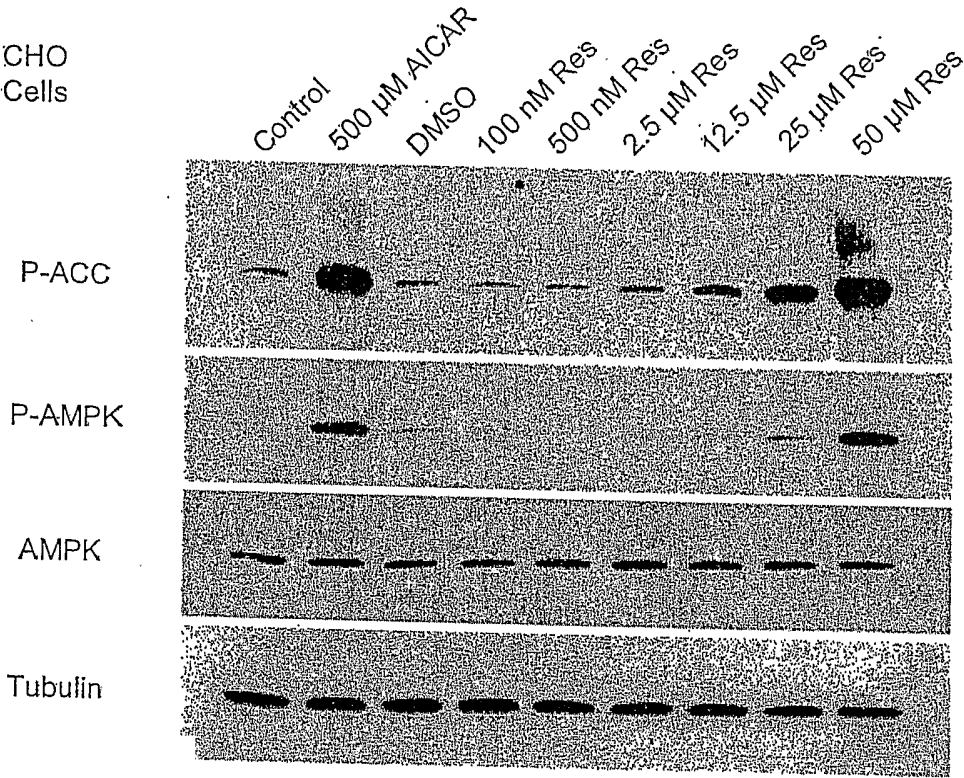 CHO
Cells
Control
500 µM AICAR
DMSO
100 nM Res
500 nM Res
2.5 µM Res
12.5 µM Res
25 µM Res
50 µM Res
P-ACC
P-AMPK
AMPK
Tubulin